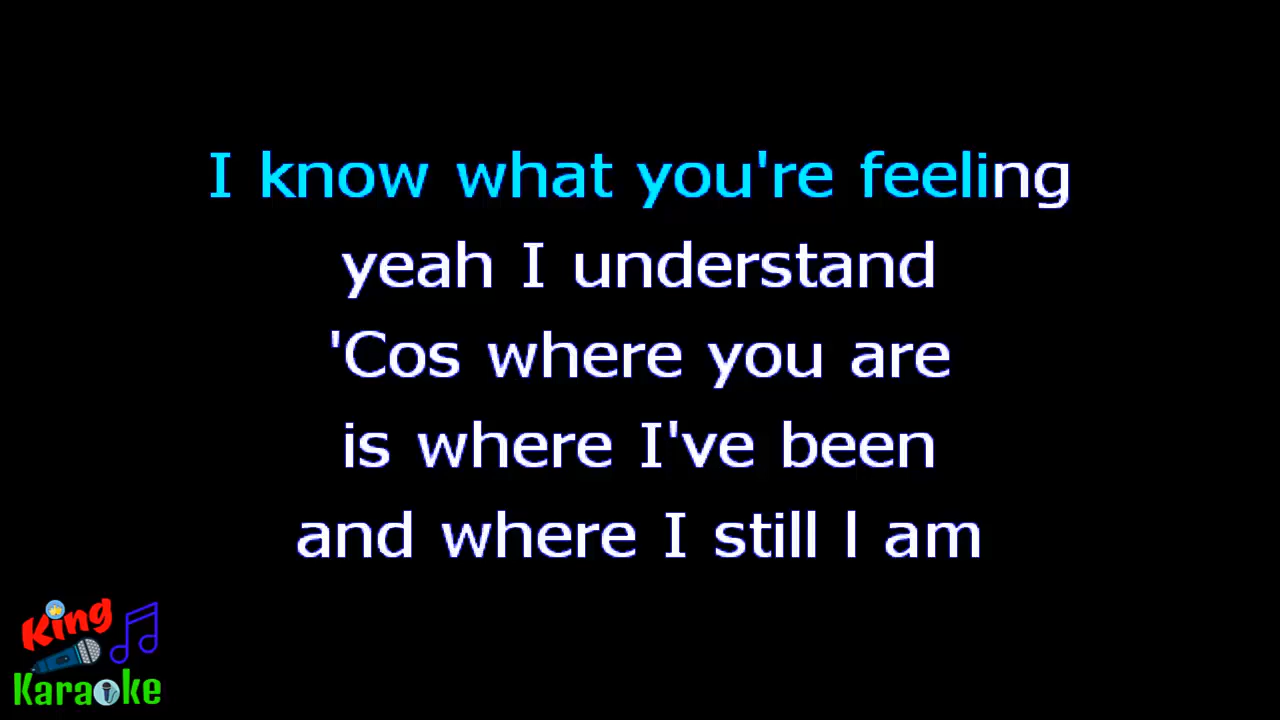 I know what you're feeling
yeah I understand
'Cos where you are
is where I've been
and where I still l am
King
Karaoke